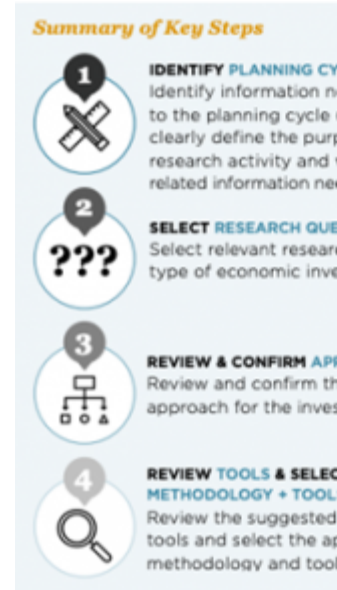 Summary of Key Steps
1
IDENTIFY PLANNING CY
Identify information n
to the planning cycle
clearly define the purp
research activity and
related information nee
2
???
SELECT RESEARCH QUE
Select relevant resear
type of economic inve
3
REVIEW & CONFIRM APP
Review and confirm th
approach for the inves
4
REVIEW TOOLS & SELEC
METHODOLOGY + TOOL
Review the suggested
tools and select the ap
methodology and tool